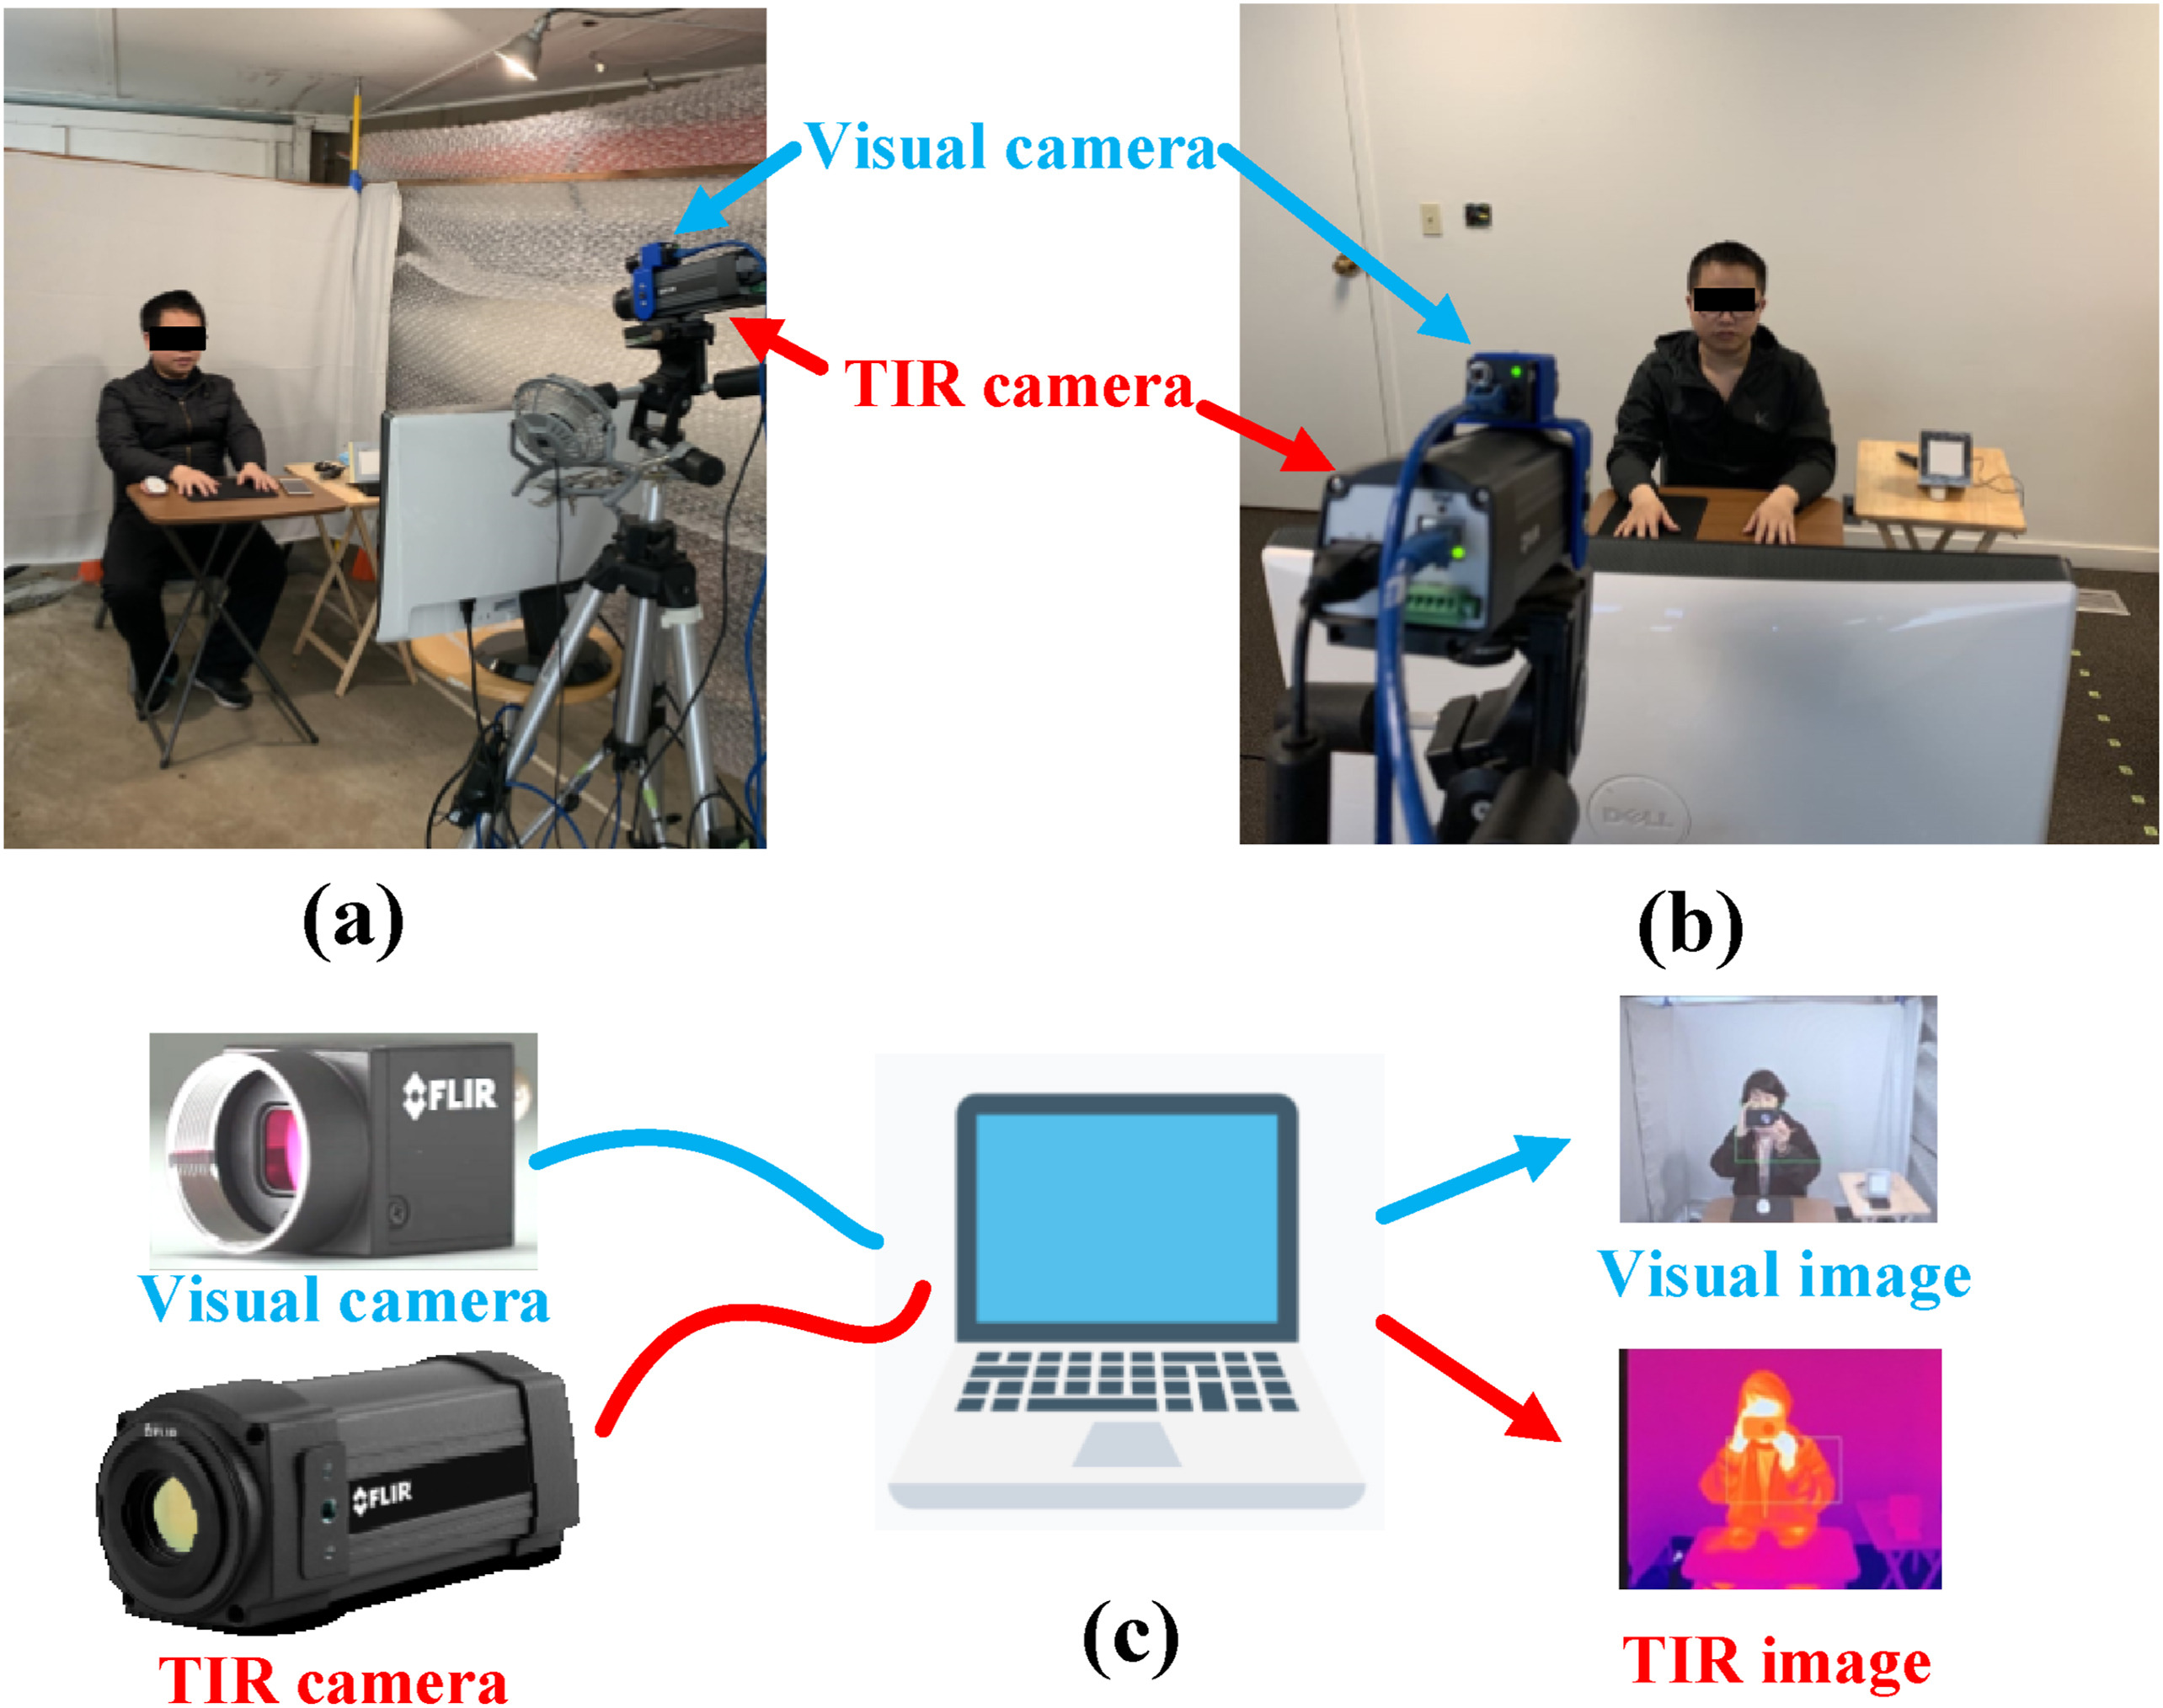 Visual camera
TIR camera
DELL
(a)
(b)
FLIR
Visual camera
Visual image
FLIR
FLIR
TIR camera
(c)
TIR image